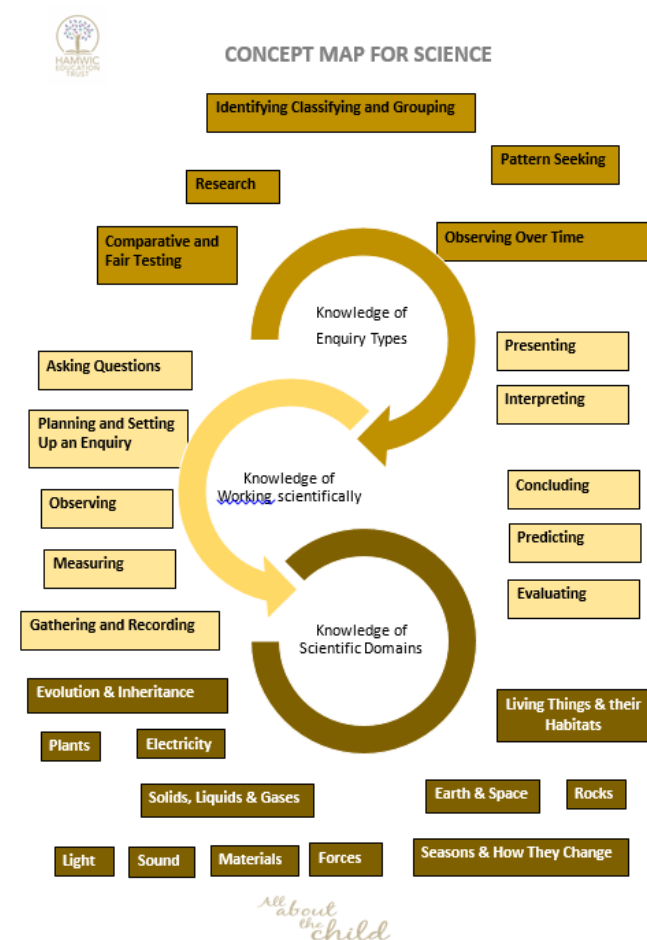 HAMWIC
EDUCATION
TRUST
CONCEPT MAP FOR SCIENCE
Identifying Classifying and Grouping
Pattern Seeking
Research
Comparative and
Fair Testing
Observing Over Time
Knowledge of
Enquiry Types
Presenting
Asking Questions
Interpreting
Planning and Setting
Up an Enquiry
Knowledge of
Working scientifically
Concluding
Observing
Predicting
Measuring
Evaluating
Gathering and Recording
Knowledge of
Scientific Domains
Evolution & Inheritance
Living Things & their
Habitats
Plants
Electricity
Solids, Liquids & Gases
Earth & Space
Rocks
Light
Sound
Materials
Forces
Seasons & How They Change
All
about
the
child